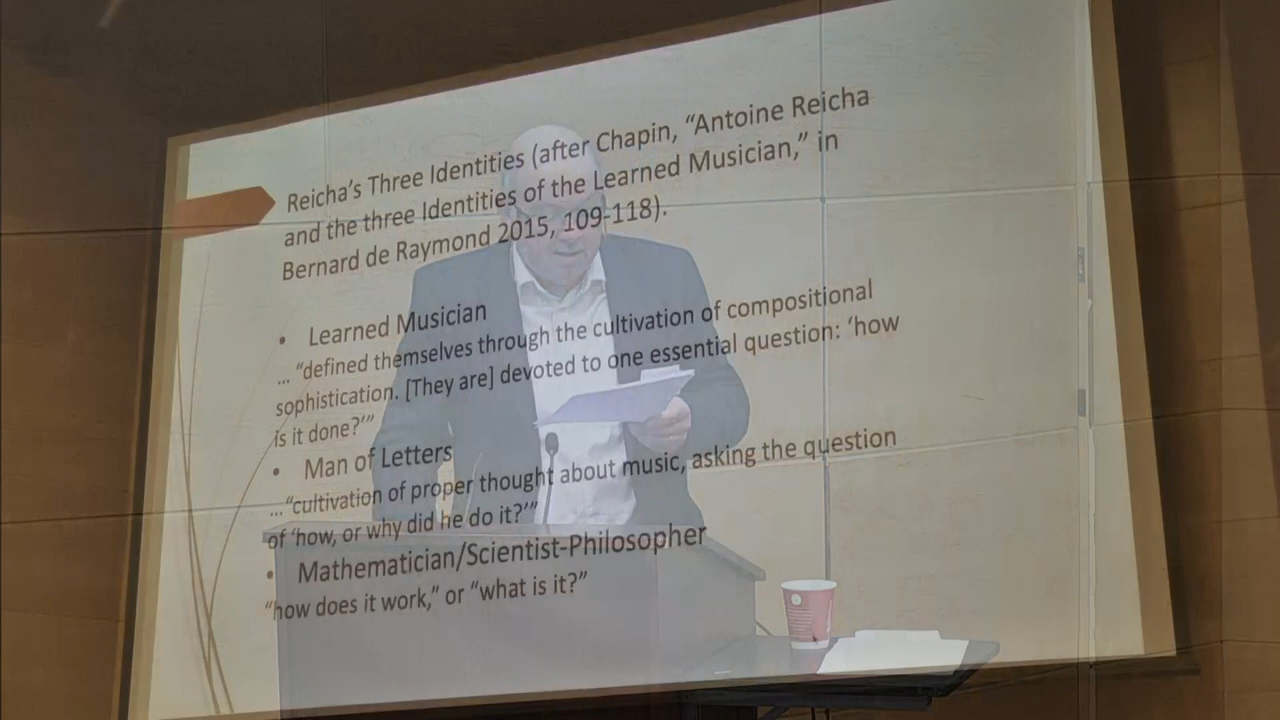 Reicha's Three Identities (after Chapin, "Antoine Reicha
and the three Identities of the Learned Musician," in
Bernard de Raymond 2015, 109-118).
• Learned Musician
... "defined themselves through the cultivation of compositional
sophistication. [They are] devoted to one essential question: 'how
is it done?'"
• Man of Letters
..."cultivation of proper thought about music, asking the question
of 'how, or why did he do it?'"
• Mathematician/Scientist-Philosopher
"how does it work," or "what is it?"